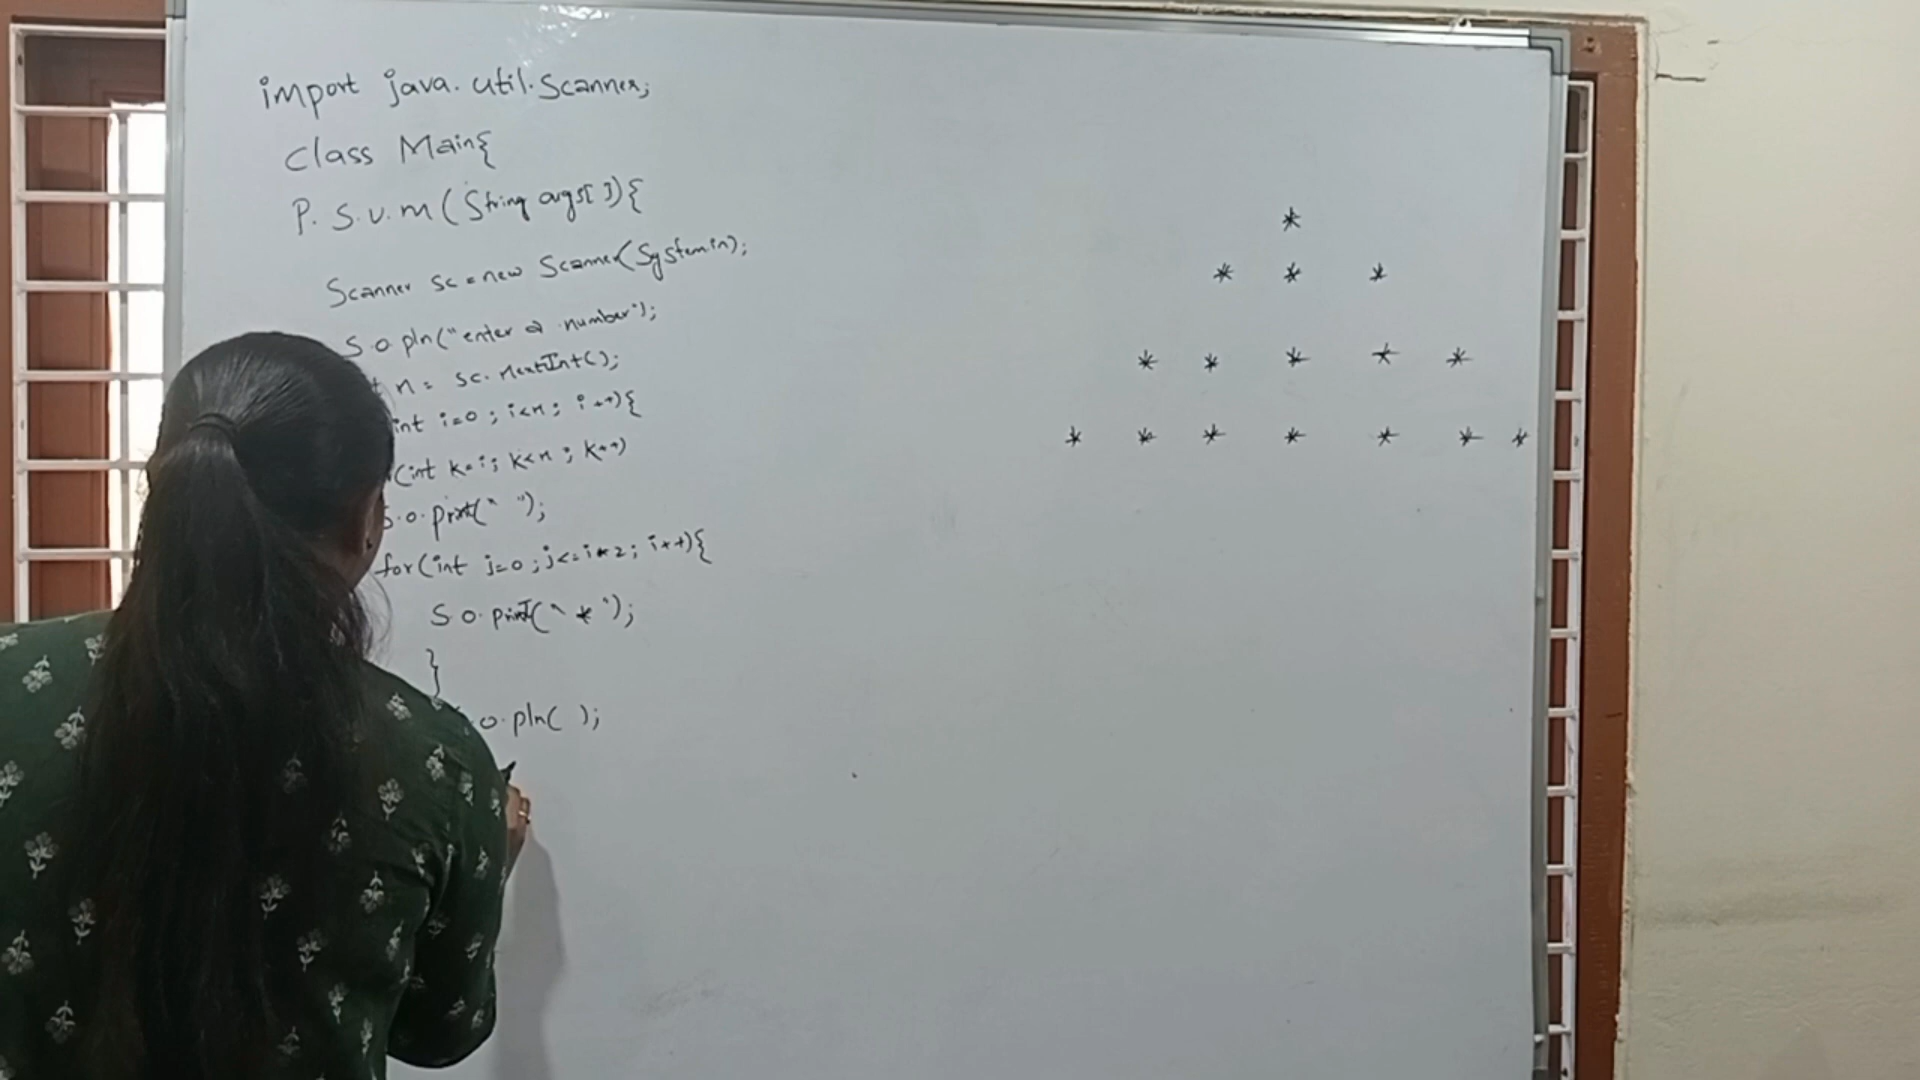 import java.util.Scanner;
class Main{
P.S.v.m(String args[ ]){
Scanner sc = new Scanner(System.in);
S.o.pln("enter a number");
n = sc.nextInt();
int i=0; i<n; i++){
(int k=i; k<n; k++)
S.o.print(" ");
for(int j=0; j<=i*2; i++){
S.o.print("*");
}
o.pln( );
*
* * *
* * * * *
* * * * * * *